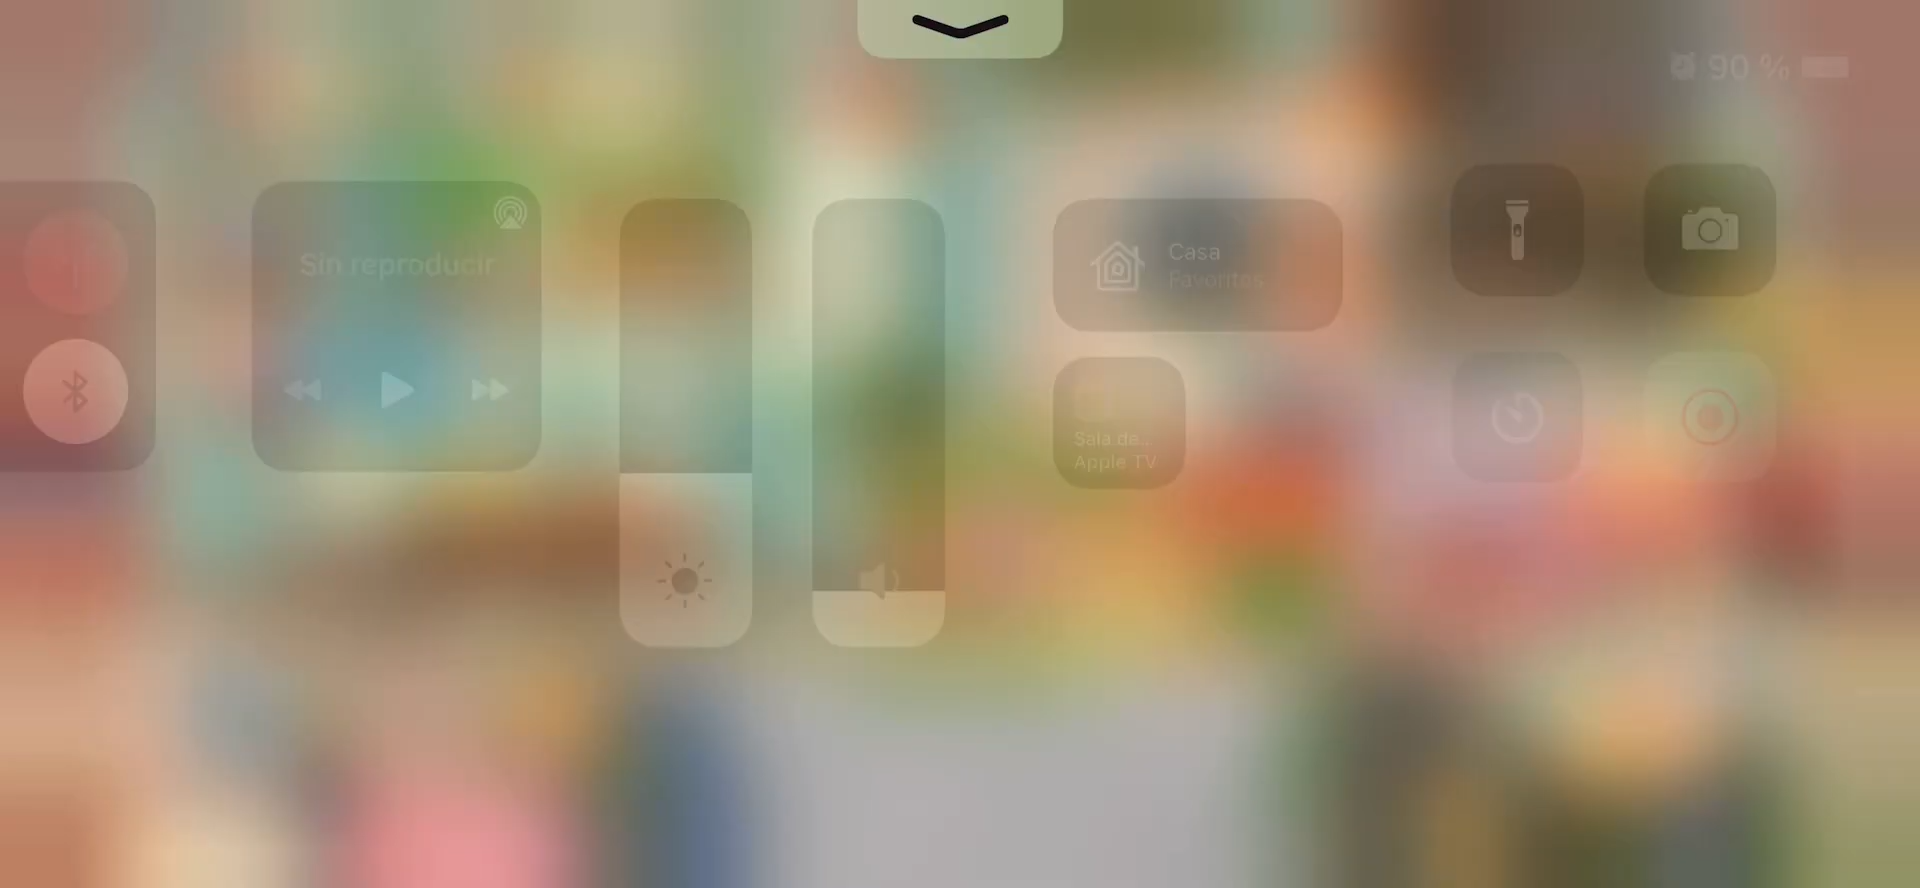 90 %
Sin reproducir
Casa
Favoritos
Sala de...
Apple TV